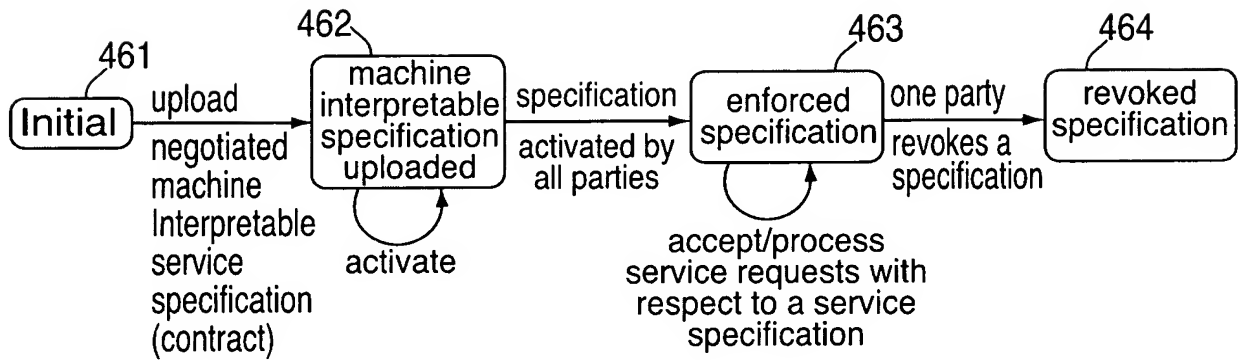 461
462
463
464
Initial
upload
negotiated
machine
Interpretable
service
specification
(contract)
machine
interpretable
specification
uploaded
activate
specification
activated by
all parties
enforced
specification
accept/process
service requests with
respect to a service
specification
one party
revokes a
specification
revoked
specification